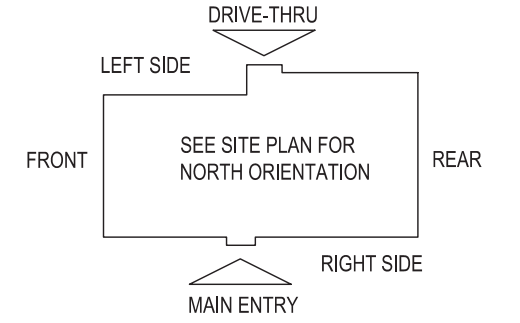 DRIVE-THRU
LEFT SIDE
FRONT
SEE SITE PLAN FOR
NORTH ORIENTATION
REAR
RIGHT SIDE
MAIN ENTRY